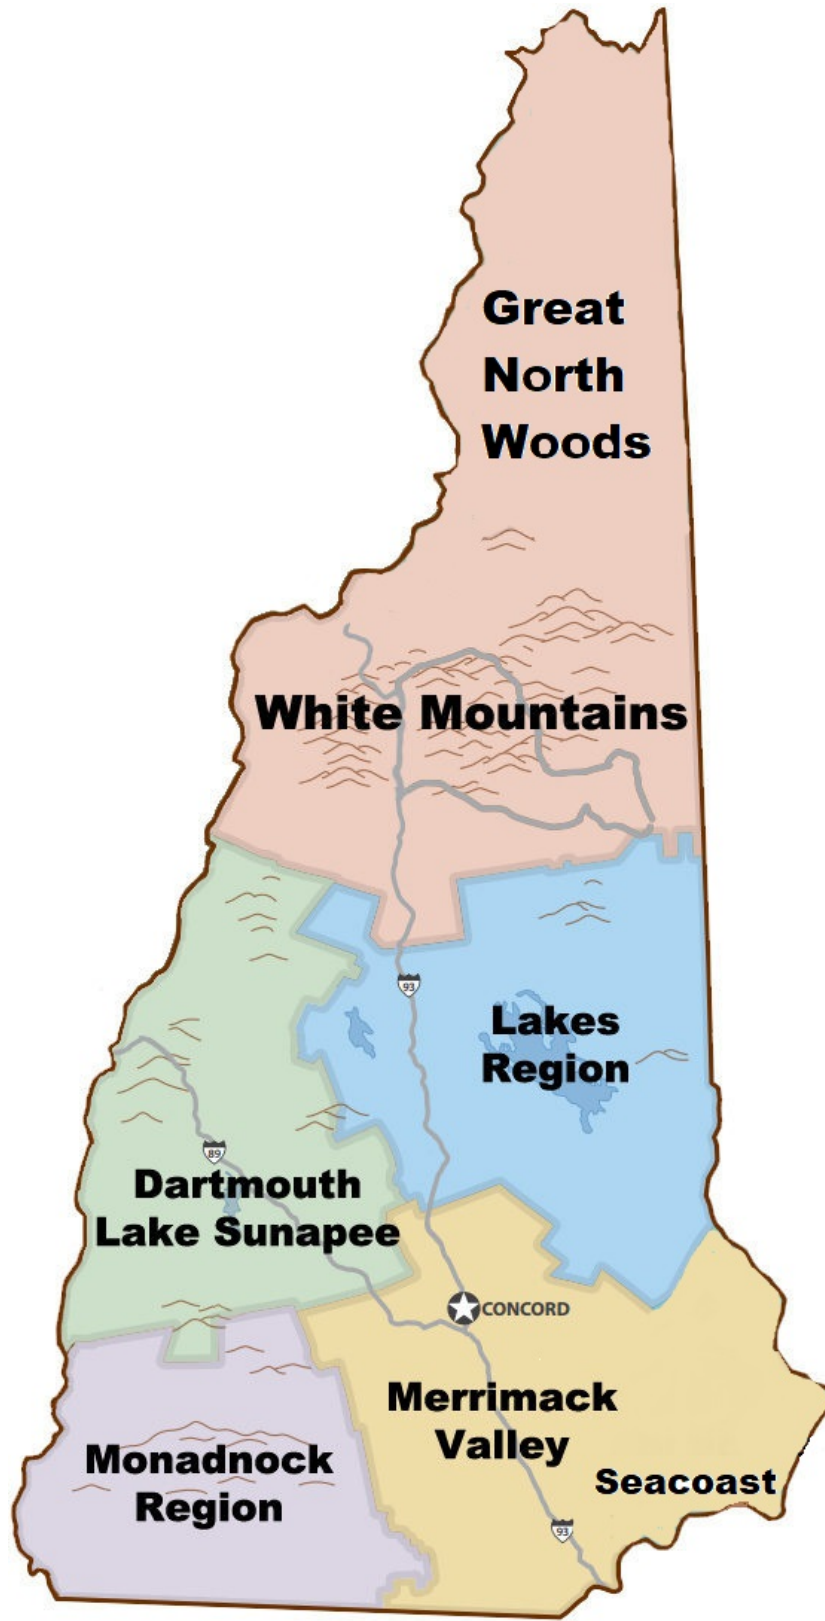 Great
North
Woods
White Mountains
93
Lakes
Region
89
Dartmouth
Lake Sunapee
CONCORD
Merrimack
Valley
Monadnock
Region
Seacoast
93